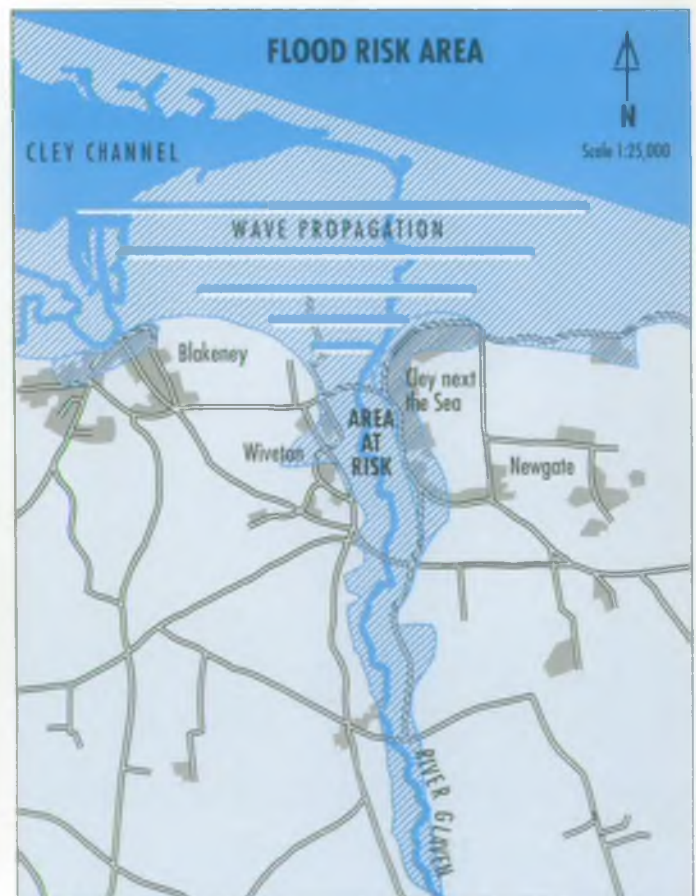 FLOOD RISK AREA
N
Scale 1:25,000
CLEY CHANNEL
WAVE PROPAGATION
Blakeney
Cley next
the Sea
AREA
AT
RISK
Wiveton
Newgate
RIVER GLAVEN